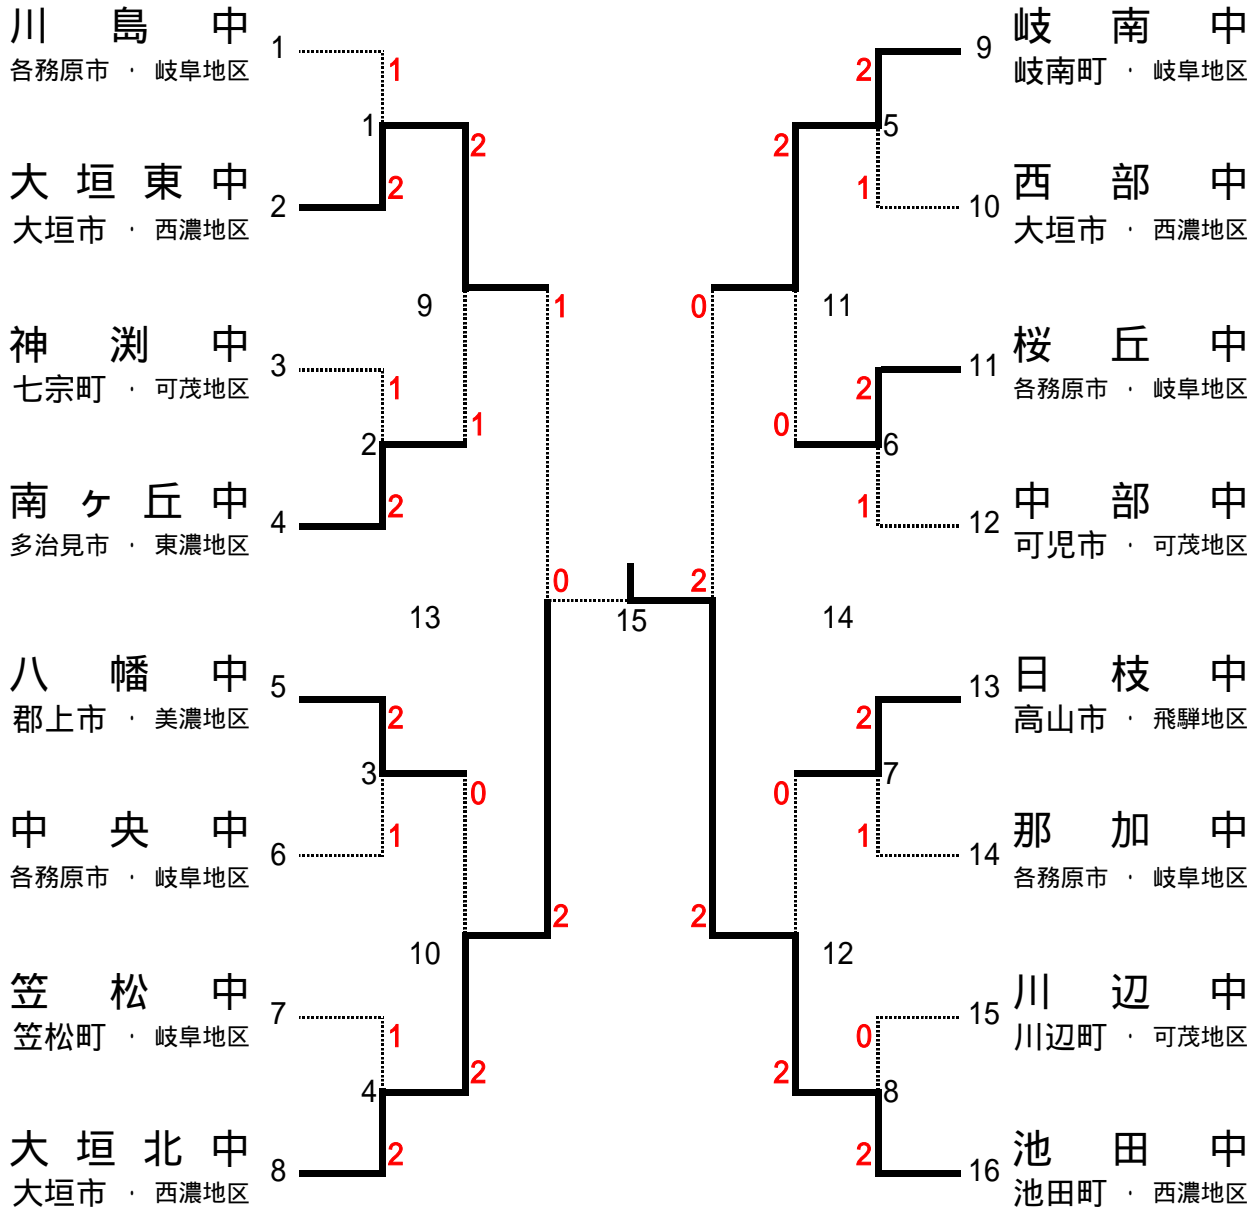 川島中 1
各務原市 · 岐阜地区
1
1
2
大垣東中 2
大垣市 · 西濃地区
2
9
1
神渕中 3
七宗町 · 可茂地区
1
2
1
南ヶ丘中 4
多治見市 · 東濃地区
2
13
0
15
八幡中 5
郡上市 · 美濃地区
2
3
0
中央中 6
各務原市 · 岐阜地区
1
10
2
笠松中 7
笠松町 · 岐阜地区
1
4
2
大垣北中 8
大垣市 · 西濃地区
2
9 岐南中
岐南町 · 岐阜地区
2
5
2
10 西部中
大垣市 · 西濃地区
1
0
11
11 桜丘中
各務原市 · 岐阜地区
2
0
6
12 中部中
可児市 · 可茂地区
1
2
14
13 日枝中
高山市 · 飛騨地区
2
7
0
14 那加中
各務原市 · 岐阜地区
1
2
12
15 川辺中
川辺町 · 可茂地区
0
2
8
16 池田中
池田町 · 西濃地区
2